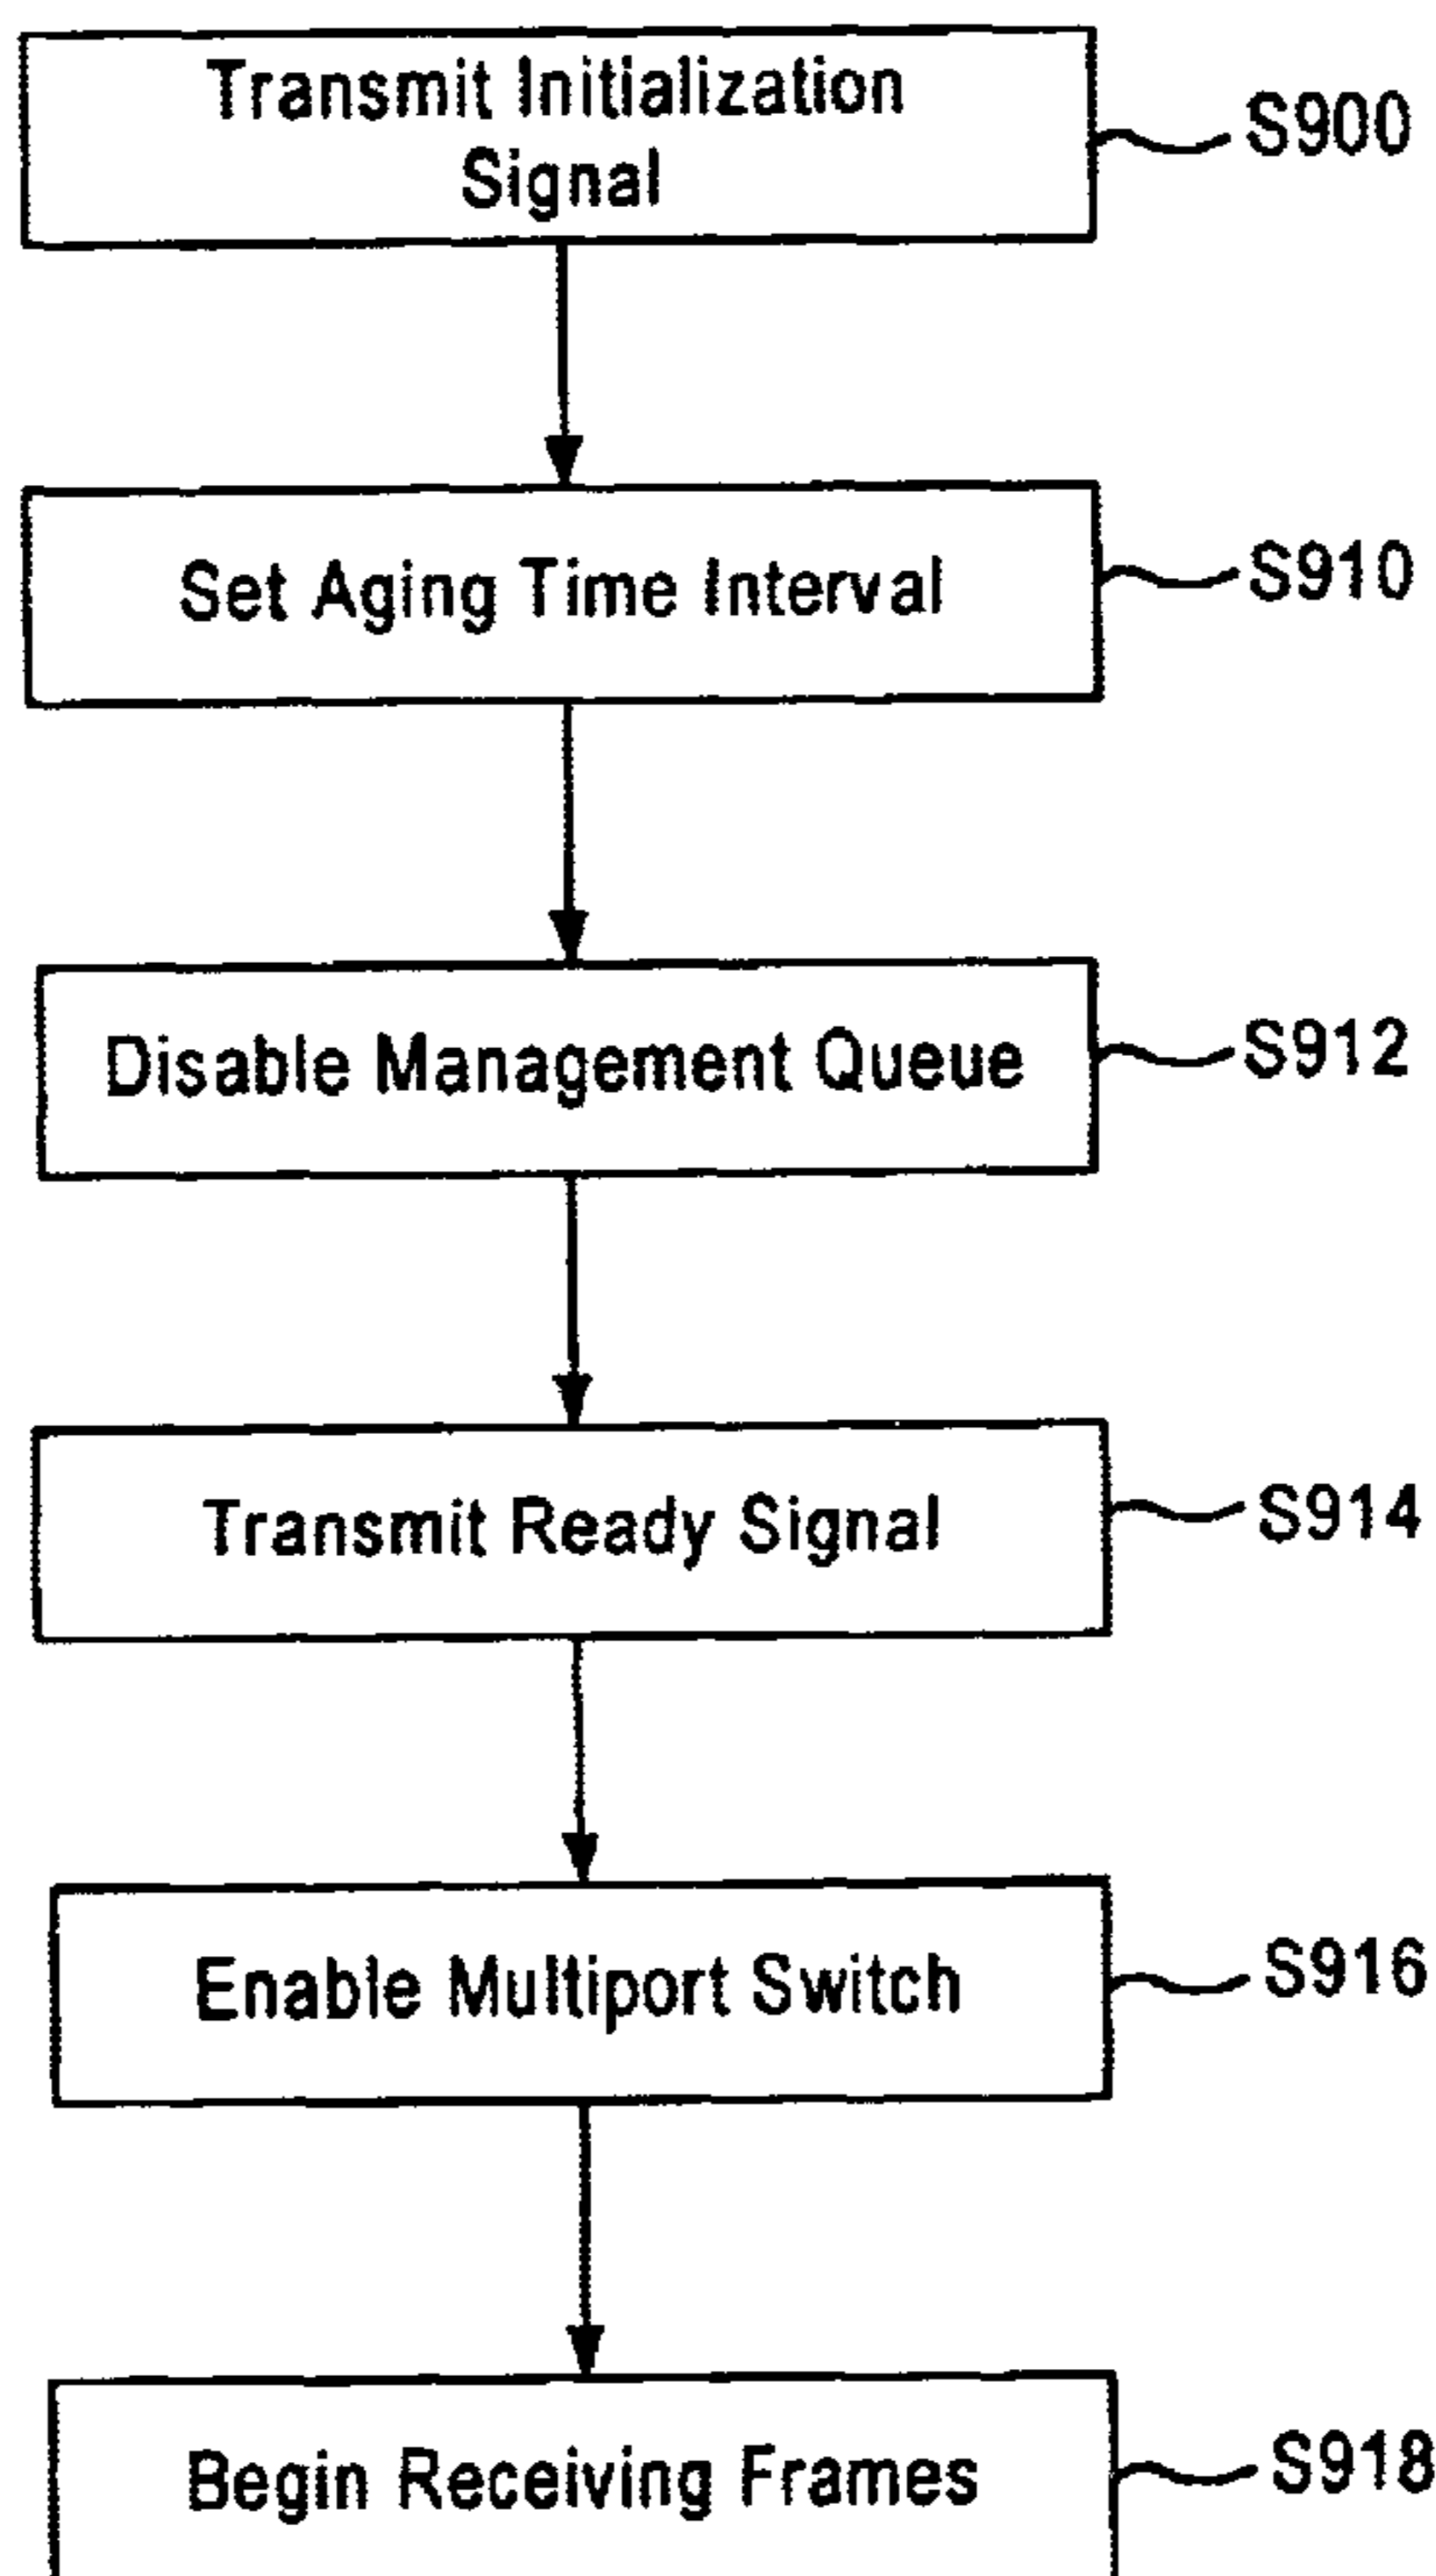 Transmit Initialization
Signal
S900
Set Aging Time Interval
S910
Disable Management Queue
S912
Transmit Ready Signal
S914
Enable Multiport Switch
S916
Begin Receiving Frames
S918